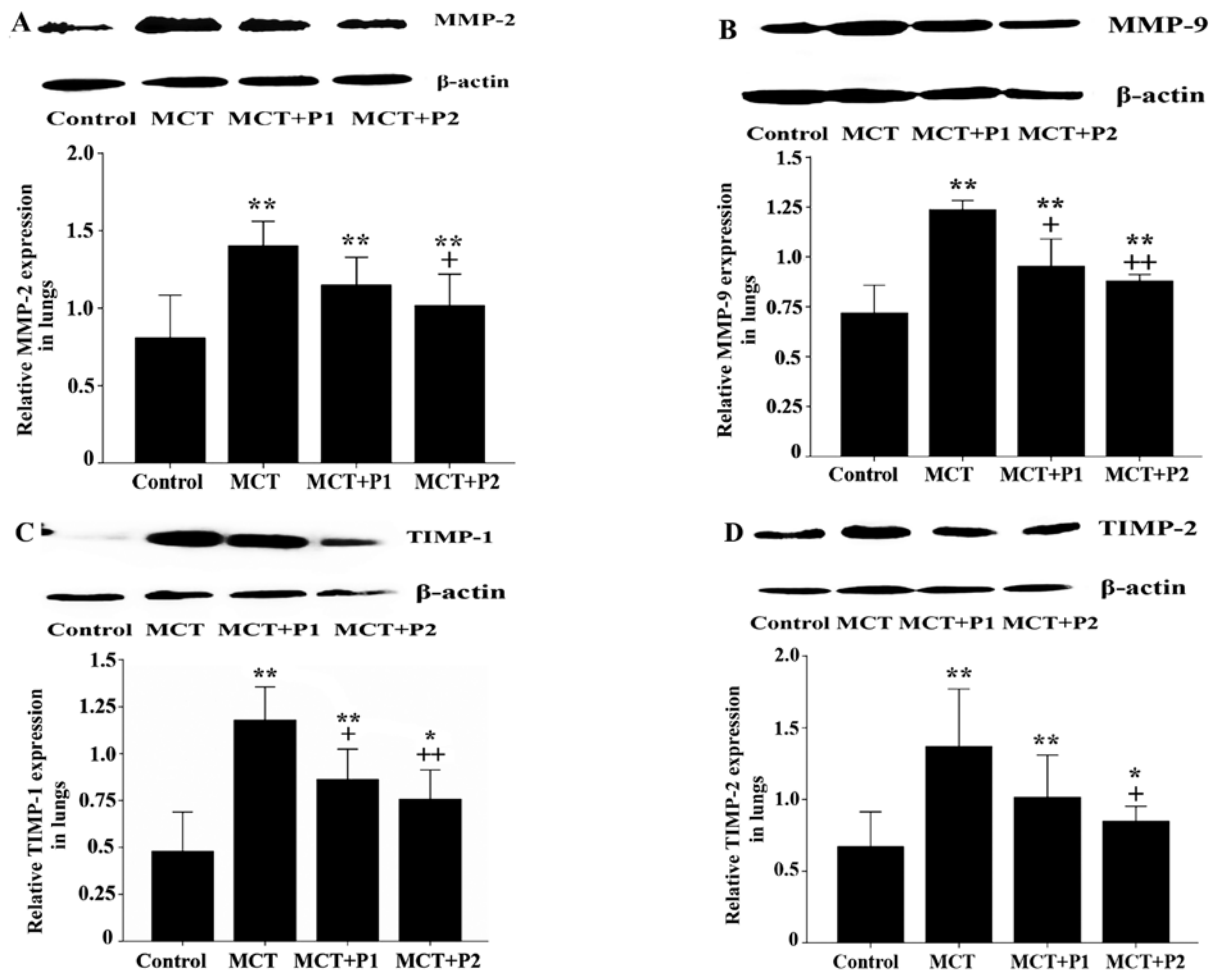 A
MMP-2
β-actin
Control MCT MCT+P1 MCT+P2
Relative MMP-2 expression
in lungs
2.0
1.5
1.0
0.5
0
**
**
**
+
Control MCT MCT+P1 MCT+P2
B
MMP-9
β-actin
Control MCT MCT+P1 MCT+P2
Relative MMP-9 erxpression
in lungs
1.5
1.25
1.0
0.75
0.25
0
**
**
+
**
++
Control MCT MCT+P1 MCT+P2
C
TIMP-1
β-actin
Control MCT MCT+P1 MCT+P2
Relative TIMP-1 expression
in lungs
1.5
1.25
1.0
0.75
0.5
0.25
0
**
**
+
*
++
Control MCT MCT+P1 MCT+P2
D
TIMP-2
β-actin
Control MCT MCT+P1 MCT+P2
Relative TIMP-2 expression
in lungs
2.0
1.5
1.0
0.5
0
**
**
*
+
Control MCT MCT+P1 MCT+P2